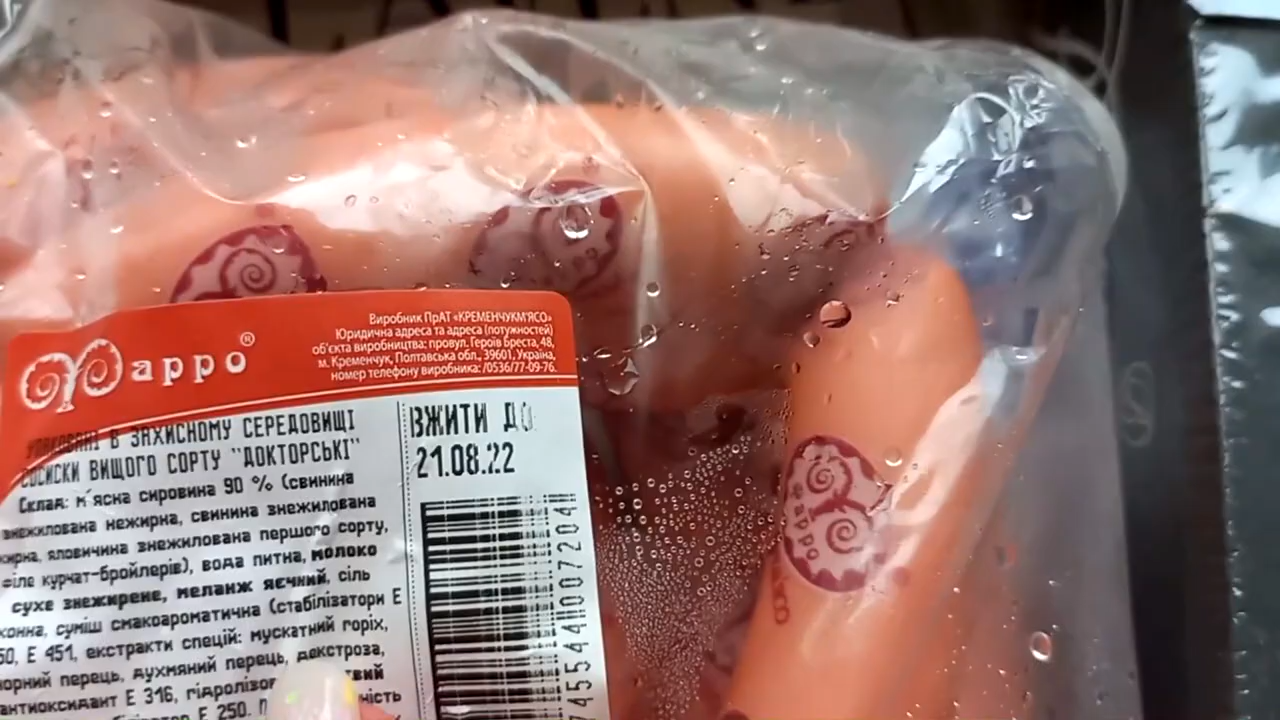 Фарро®
Виробник ПрАТ «КРЕМЕНЧУКМ'ЯСО»
Юридична адреса та адреса (потужностей)
об'єкта виробництва: провул. Героїв Бреста, 48,
м. Кременчук, Полтавська обл., 39601, Україна,
номер телефону виробника: /0536/77-09-76.
В ЗАХИСНОМУ СЕРЕДОВИЩІ
СОСИСКИ ВИЩОГО СОРТУ "ДОКТОРСЬКІ"
Склад: м'ясна сировина 90 % (свинина
знежилована нежирна, свинина знежилована
яловичина знежилована першого сорту,
філе курчат-бройлерів), вода питна, молоко
сухе знежирене, меланж яєчний, сіль
суміш смакоароматична (стабілізатори Е
Е 451, екстракти спецій: мускатний горіх,
перець, духмяний перець, декстроза,
антиоксидант Е 316,
Е 250.
ВЖИТИ ДО
21.08.22
фарро